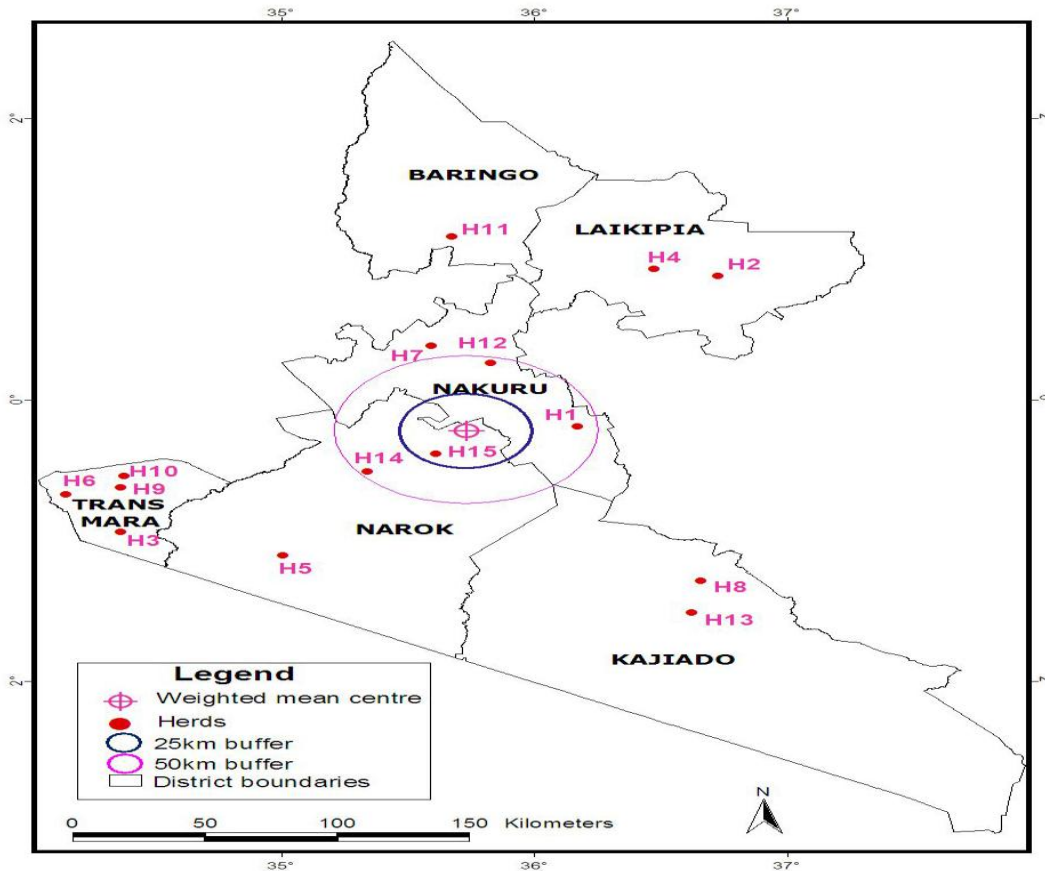 35° 36° 37°
2°
BARINGO
H11
LAIKIPIA
H4 H2
H12
H7
NAKURU
0°
H1
H15
H14
H10
H6
H9
TRANS
MARA
NAROK
H3
H5
H8
H13
KAJIADO
2°
Legend
Weighted mean centre
Herds
25km buffer
50km buffer
District boundaries
N
0 50 100 150 Kilometers
35° 36° 37°